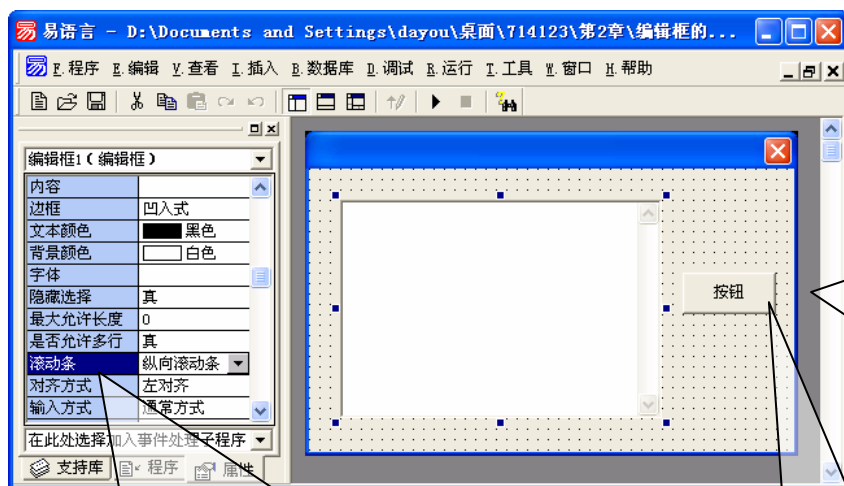 易语言 - D:\Documents and Settings\dayou\桌面\714123\第2章\编辑框的...
F.程序 E.编辑 V.查看 I.插入 B.数据库 D.调试 R.运行 T.工具 W.窗口 H.帮助
编辑框1（编辑框）
内容
边框 凹入式
文本颜色 黑色
背景颜色 白色
字体
隐藏选择 真
最大允许长度 0
是否允许多行 真
滚动条 纵向滚动条
对齐方式 左对齐
输入方式 通常方式
在此处选择加入事件处理子程序
支持库 程序 属性
按钮